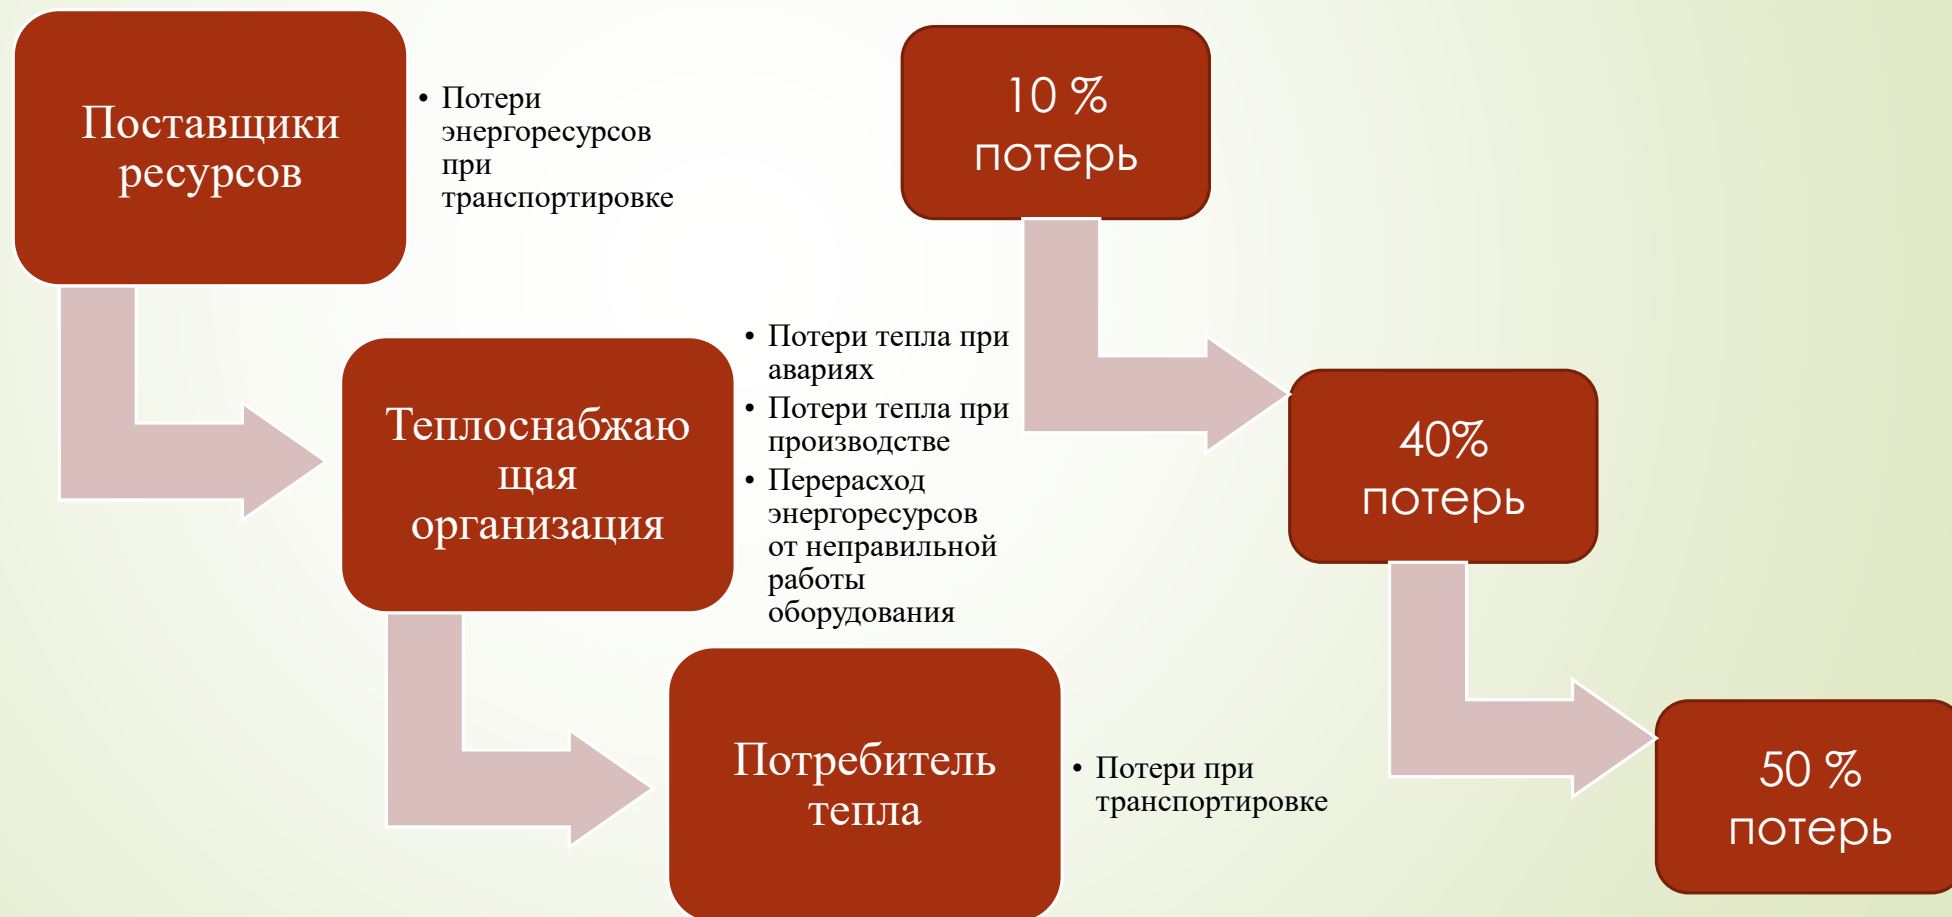 Поставщики
ресурсов
• Потери
энергоресурсов
при
транспортировке
10 %
потерь
Теплоснабжаю
щая
организация
• Потери тепла при
авариях
• Потери тепла при
производстве
• Перерасход
энергоресурсов
от неправильной
работы
оборудования
40%
потерь
Потребитель
тепла
• Потери при
транспортировке
50 %
потерь